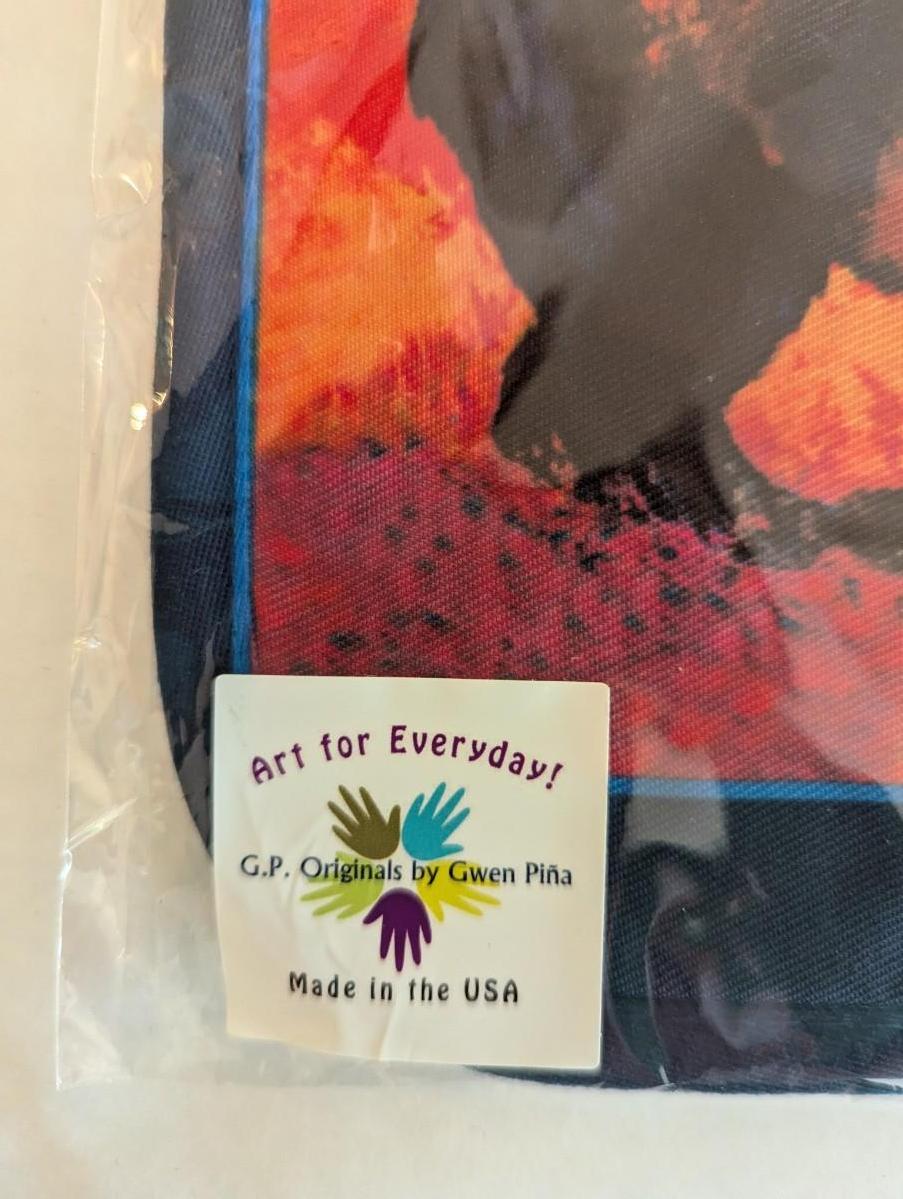 Art for Everyday!
G.P. Originals by Gwen Piña
Made in the USA